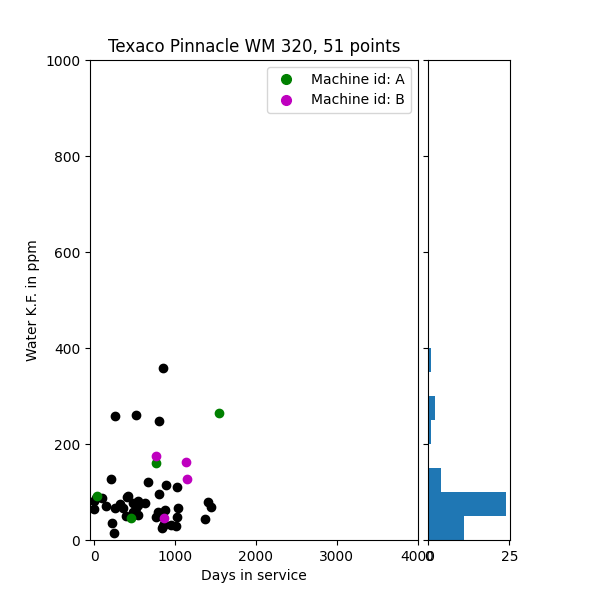 Texaco Pinnacle WM 320, 51 points
Machine id: A
Machine id: B
1000
800
600
400
200
0
Water K.F. in ppm
0
1000
2000
3000
4000
0
25
Days in service